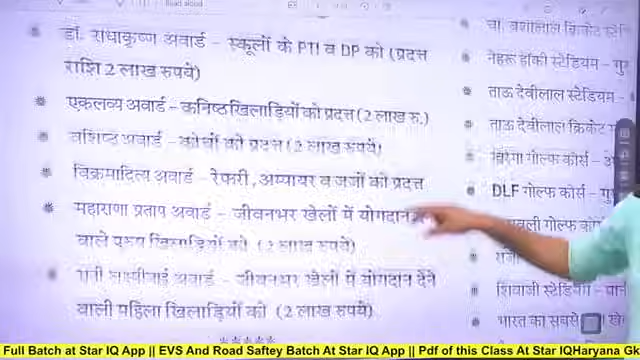 Read aloud
डॉ. राधाकृष्ण अवार्ड – स्कूलों के PTI व DP को (प्रदत्त
राशि 2 लाख रुपये)
एकलव्य अवार्ड – कनिष्ठ खिलाड़ियों को प्रदत्त (2 लाख रु.)
वशिष्ठ अवार्ड – कोचों को प्रदत्त (2 लाख रुपये)
विक्रमादित्य अवार्ड – रेफरी, अम्पायर व जजों को प्रदत्त
महाराणा प्रताप अवार्ड – जीवनभर खेलों में योगदान
वाले पुरुष खिलाड़ियों को (2 लाख रुपये)
रानी लक्ष्मीबाई अवार्ड – जीवनभर खेलों में योगदान देने
वाली महिला खिलाड़ियों को (2 लाख रुपये)
*****
चौ. बंशीलाल क्रिकेट स्टे
नेहरू हॉकी स्टेडियम – गु
ताऊ देवीलाल स्टेडियम –
ताऊ देवीलाल क्रिकेट
गोल्फ कोर्स –
DLF गोल्फ कोर्स – गु
गोल्फ को
राजी
शिवाजी स्टेडियम – पानी
भारत का सबसे खे
Full Batch at Star IQ App || EVS And Road Saftey Batch At Star IQ App || Pdf of this Class At Star IQHaryana Gk